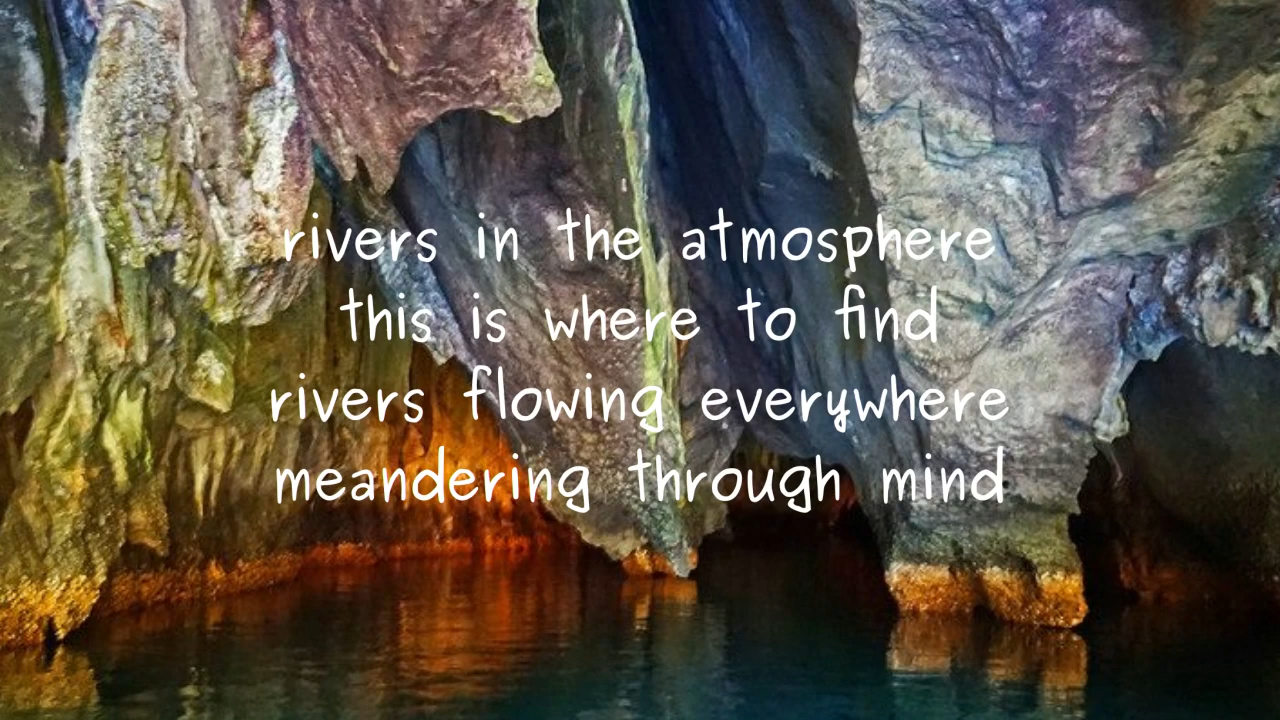 rivers in the atmosphere
this is where to find
rivers flowing everywhere
meandering through mind